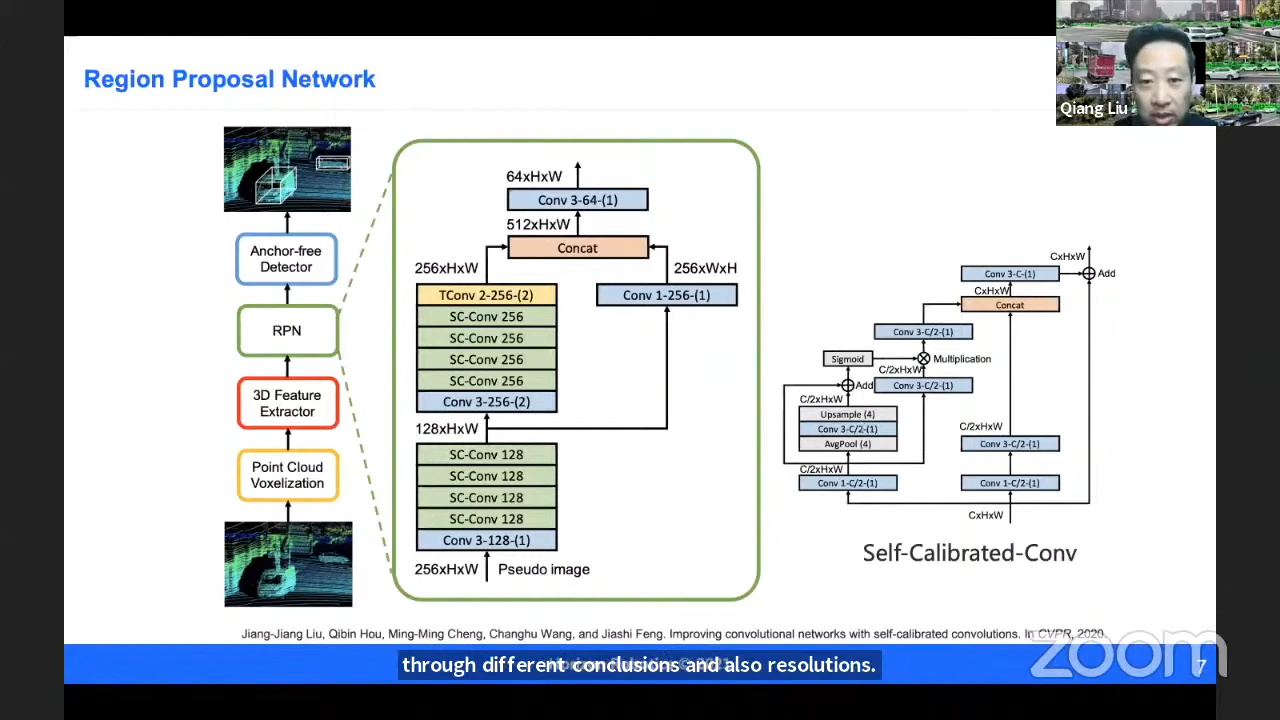 Region Proposal Network
Qiang Liu
Anchor-free
Detector
RPN
3D Feature
Extractor
Point Cloud
Voxelization
64xHxW
Conv 3-64-(1)
512xHxW
Concat
256xHxW
256xWxH
TConv 2-256-(2)
Conv 1-256-(1)
SC-Conv 256
SC-Conv 256
SC-Conv 256
SC-Conv 256
Conv 3-256-(2)
128xHxW
SC-Conv 128
SC-Conv 128
SC-Conv 128
SC-Conv 128
Conv 3-128-(1)
256xHxW
Pseudo image
CxHxW
Conv 3-C-(1)
Add
CxHxW
Concat
Conv 3-C/2-(1)
Sigmoid
Multiplication
C/2xHxW
Add
Conv 3-C/2-(1)
C/2xHxW
Upsample (4)
Conv 3-C/2-(1)
AvgPool (4)
C/2xHxW
Conv 3-C/2-(1)
C/2xHxW
Conv 1-C/2-(1)
Conv 1-C/2-(1)
CxHxW
Self-Calibrated-Conv
Jiang-Jiang Liu, Qibin Hou, Ming-Ming Cheng, Changhu Wang, and Jiashi Feng. Improving convolutional networks with self-calibrated convolutions. In CVPR, 2020.
through different conclusions and also resolutions.
zoom
7